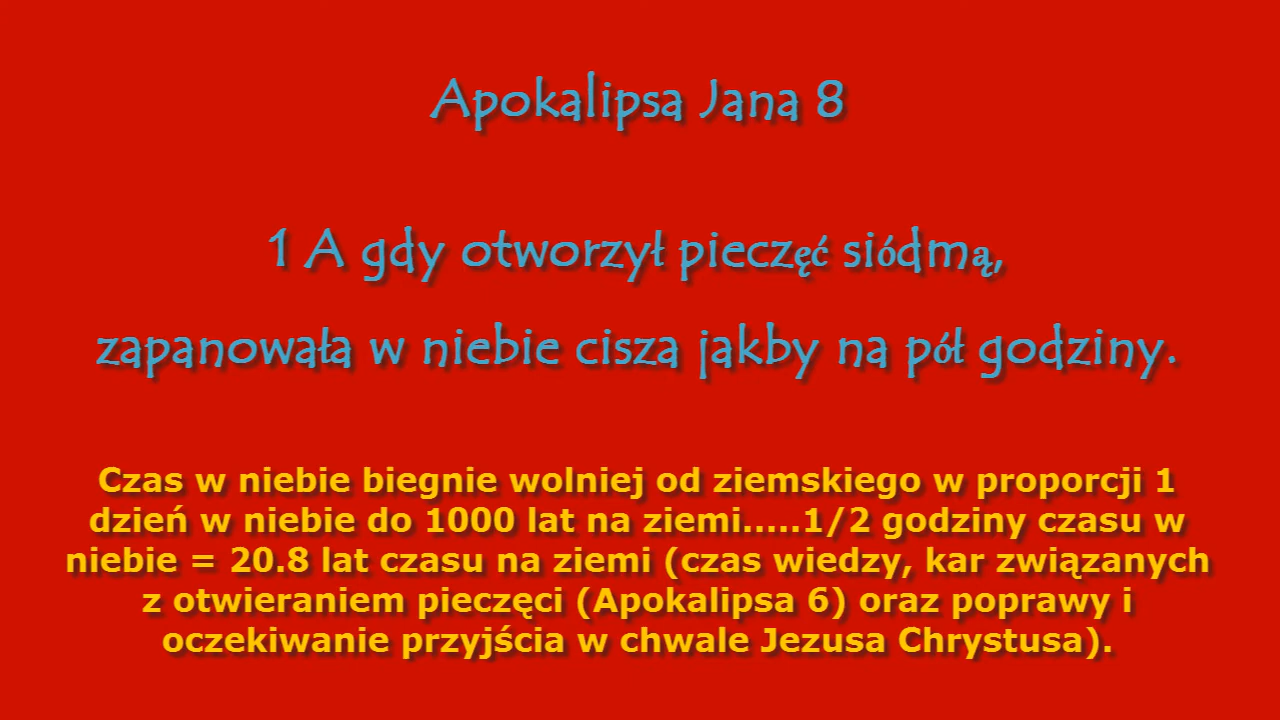 Apokalipsa Jana 8
1 A gdy otworzył pieczęć siódmą,
zapanowała w niebie cisza jakby na pół godziny.
Czas w niebie biegnie wolniej od ziemskiego w proporcji 1
dzień w niebie do 1000 lat na ziemi.....1/2 godziny czasu w
niebie = 20.8 lat czasu na ziemi (czas wiedzy, kar związanych
z otwieraniem pieczęci (Apokalipsa 6) oraz poprawy i
oczekiwanie przyjścia w chwale Jezusa Chrystusa).